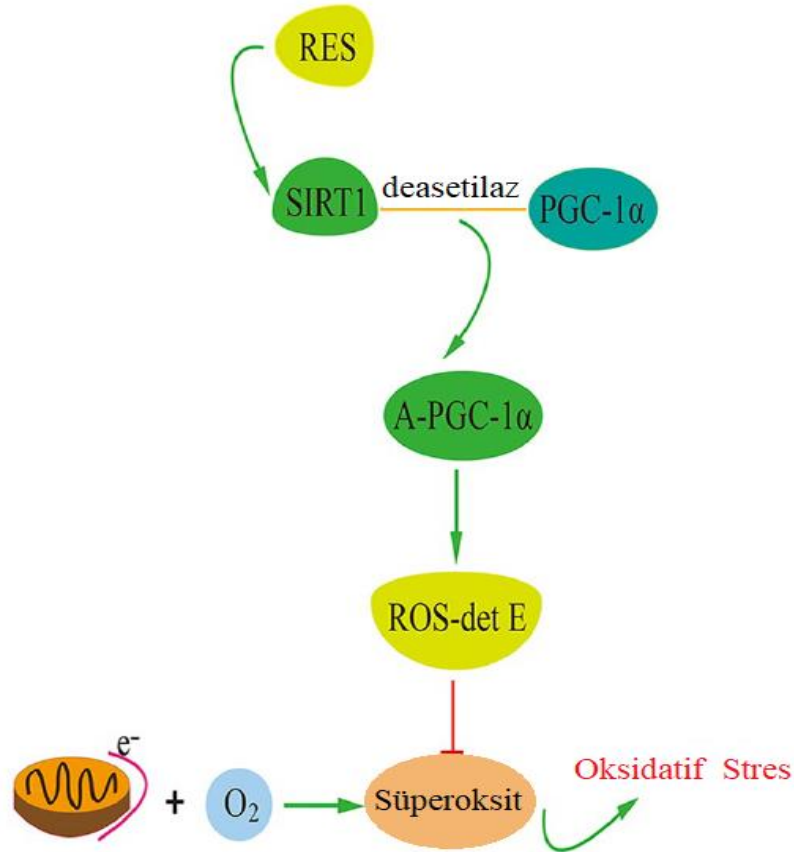 RES
SIRT1
deasetilaz
PGC-1α
A-PGC-1α
ROS-det E
e⁻
+
O₂
Süperoksit
Oksidatif Stres